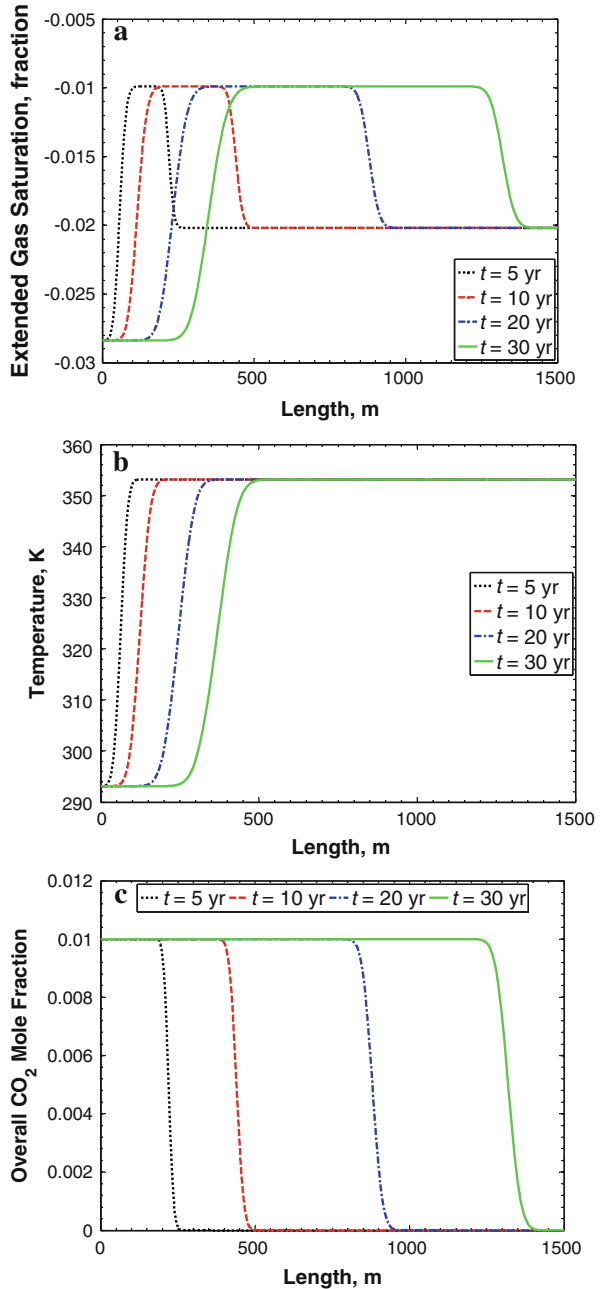 a
Extended Gas Saturation, fraction
-0.005
-0.01
-0.015
-0.02
-0.025
-0.03
t = 5 yr
t = 10 yr
t = 20 yr
t = 30 yr
0 500 1000 1500
Length, m
b
Temperature, K
360
350
340
330
320
310
300
290
t = 5 yr
t = 10 yr
t = 20 yr
t = 30 yr
0 500 1000 1500
Length, m
c
t = 5 yr t = 10 yr t = 20 yr t = 30 yr
Overall CO2 Mole Fraction
0.012
0.01
0.008
0.006
0.004
0.002
0
0 500 1000 1500
Length, m